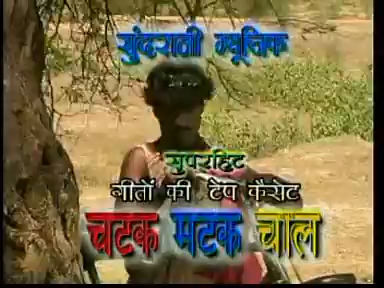 सुंदरानी म्यूजिक
सुपरहिट
गीतों की टेप कैसेट
चटक मटक चाल